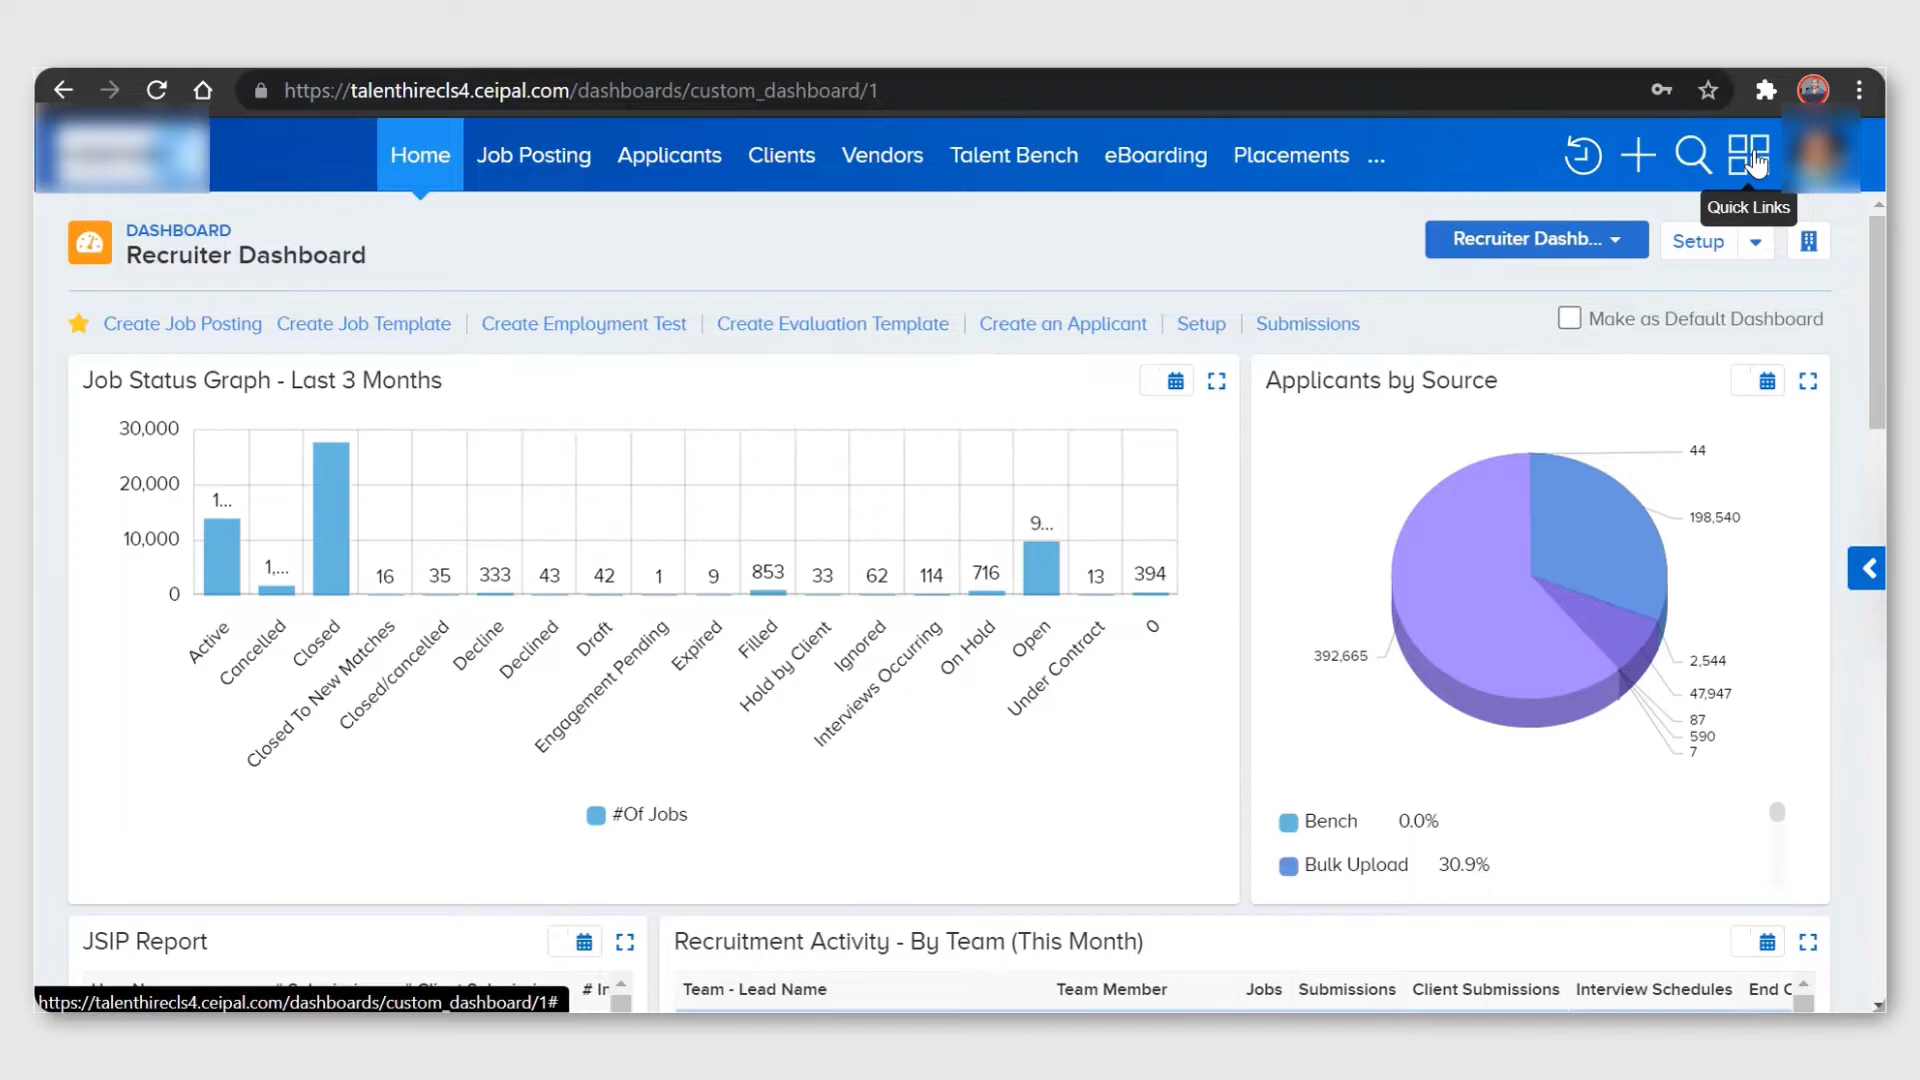 https://talenthirecls4.ceipal.com/dashboards/custom_dashboard/1
Home Job Posting Applicants Clients Vendors Talent Bench eBoarding Placements ...
Quick Links
DASHBOARD
Recruiter Dashboard
Recruiter Dashb...
Setup
Create Job Posting Create Job Template | Create Employment Test | Create Evaluation Template | Create an Applicant | Setup | Submissions
Make as Default Dashboard
Job Status Graph - Last 3 Months
30,000
20,000
10,000
0
1...
1,...
16
35
333
43
42
1
9
853
33
62
114
716
9...
13
394
Active
Cancelled
Closed
Closed To New Matches
Closed/cancelled
Decline
Declined
Draft
Engagement Pending
Expired
Filled
Hold by Client
Ignored
Interviews Occurring
On Hold
Open
Under Contract
0
#Of Jobs
Applicants by Source
44
198,540
392,665
2,544
47,947
87
590
7
Bench 0.0%
Bulk Upload 30.9%
JSIP Report
# In
Recruitment Activity - By Team (This Month)
Team - Lead Name Team Member Jobs Submissions Client Submissions Interview Schedules End C
https://talenthirecls4.ceipal.com/dashboards/custom_dashboard/1#